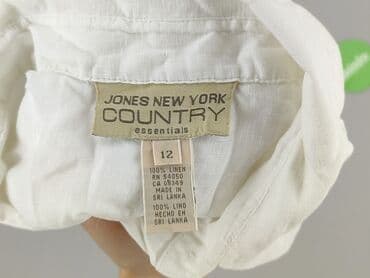 JONES NEW YORK
COUNTRY
essentials
12
100% LINEN
RN 54050
CA 08349
MADE IN
SRI LANKA
100% LINO
HECHO EN
SRI LANKA